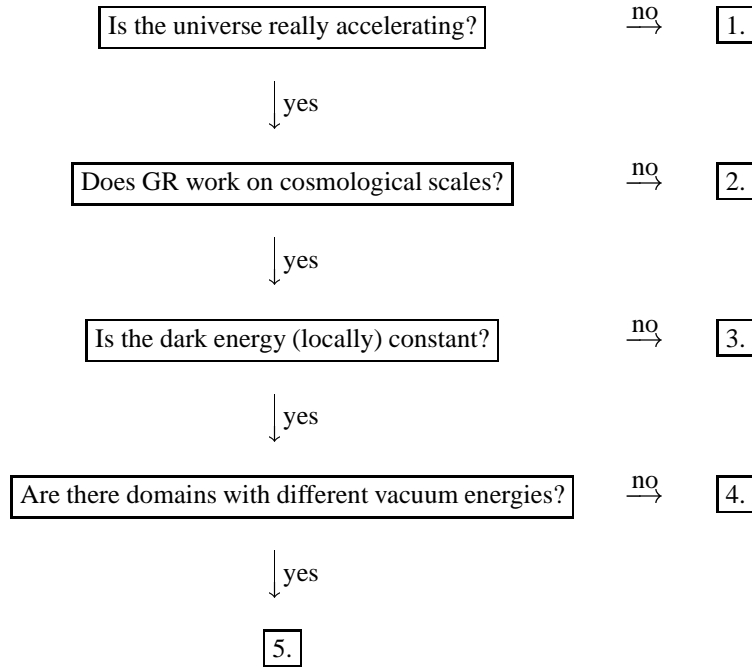 Is the universe really accelerating?
no
1.
yes
Does GR work on cosmological scales?
no
2.
yes
Is the dark energy (locally) constant?
no
3.
yes
Are there domains with different vacuum energies?
no
4.
yes
5.